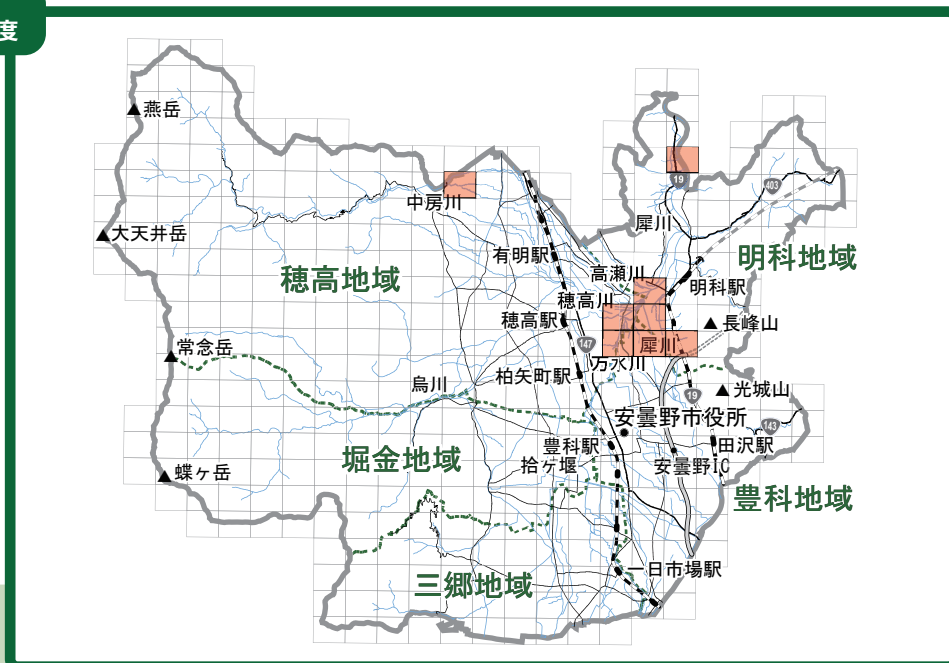 度
燕岳
中房川
19
403
犀川
大天井岳
有明駅
明科地域
高瀬川
穂高地域
明科駅
穂高川
穂高駅
長峰山
147
犀川
常念岳
万水川
柏矢町駅
烏川
19
光城山
安曇野市役所
143
豊科駅
田沢駅
堀金地域
拾ヶ堰
安曇野IC
蝶ヶ岳
豊科地域
一日市場駅
三郷地域